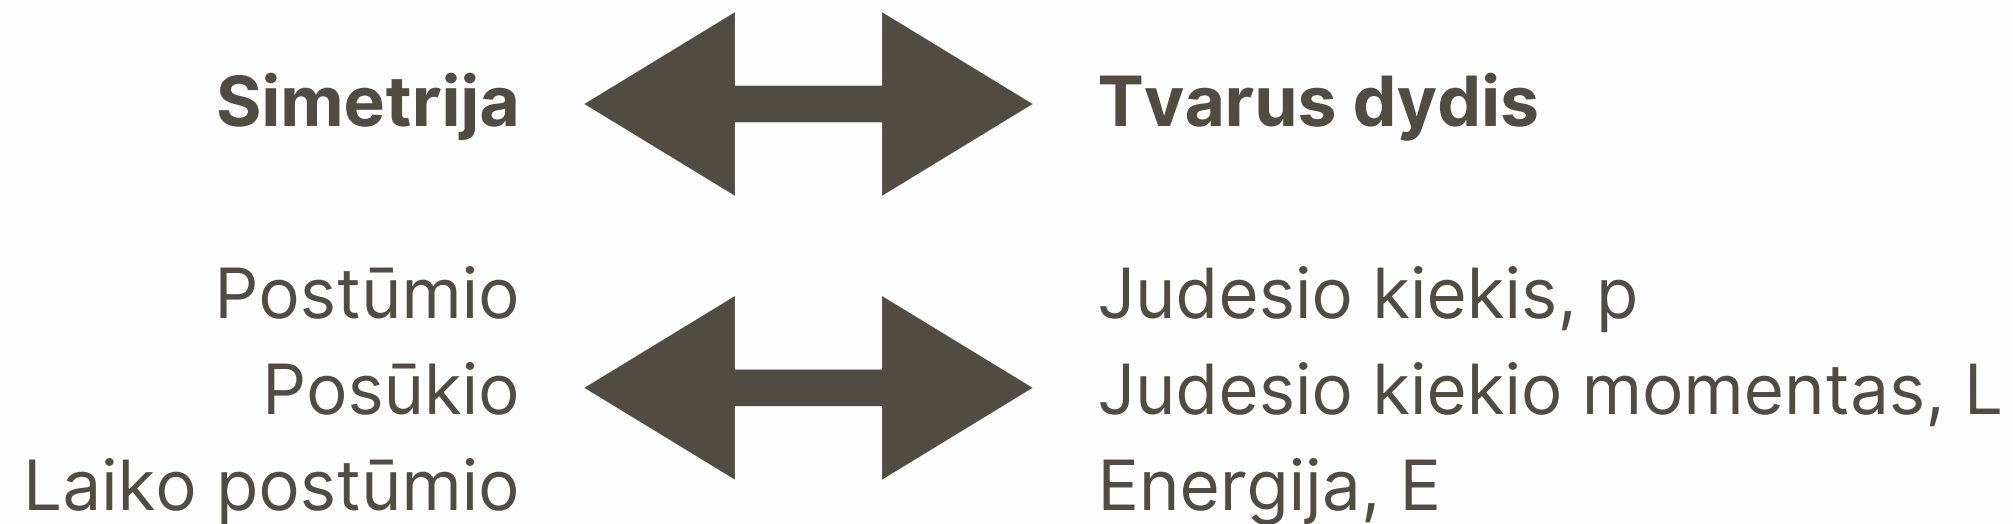 Simetrija Tvarus dydis
Postūmio Judesio kiekis, p
Posūkio Judesio kiekio momentas, L
Laiko postūmio Energija, E